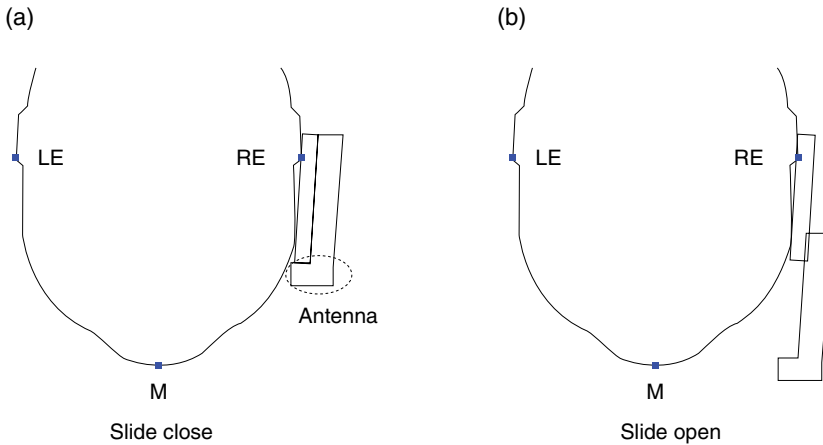 (a)
LE
RE
Antenna
M
Slide close
(b)
LE
RE
M
Slide open